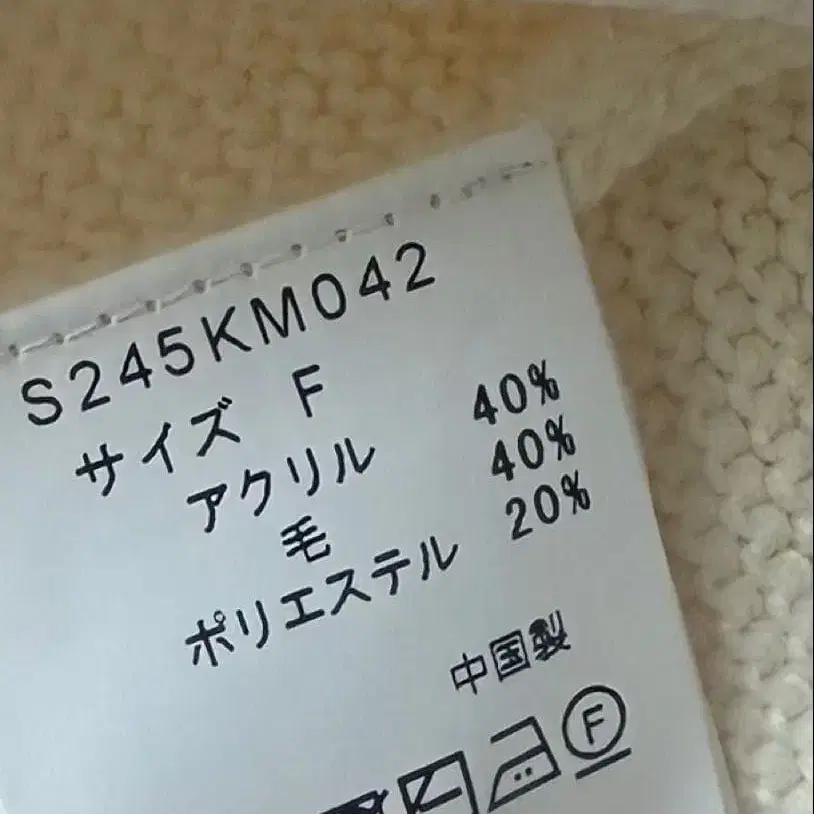 S245KM042
サイズ F
アクリル 40%
毛 40%
ポリエステル 20%
中国製
F